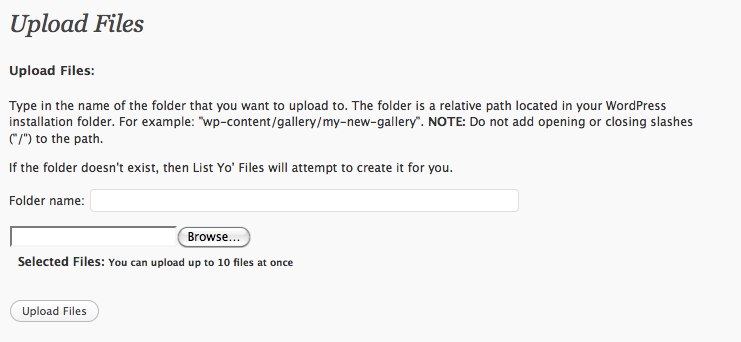 Upload Files
Upload Files:
Type in the name of the folder that you want to upload to. The folder is a relative path located in your WordPress
installation folder. For example: "wp-content/gallery/my-new-gallery". NOTE: Do not add opening or closing slashes
("/") to the path.
If the folder doesn't exist, then List Yo' Files will attempt to create it for you.
Folder name:
Browse...
Selected Files: You can upload up to 10 files at once
Upload Files